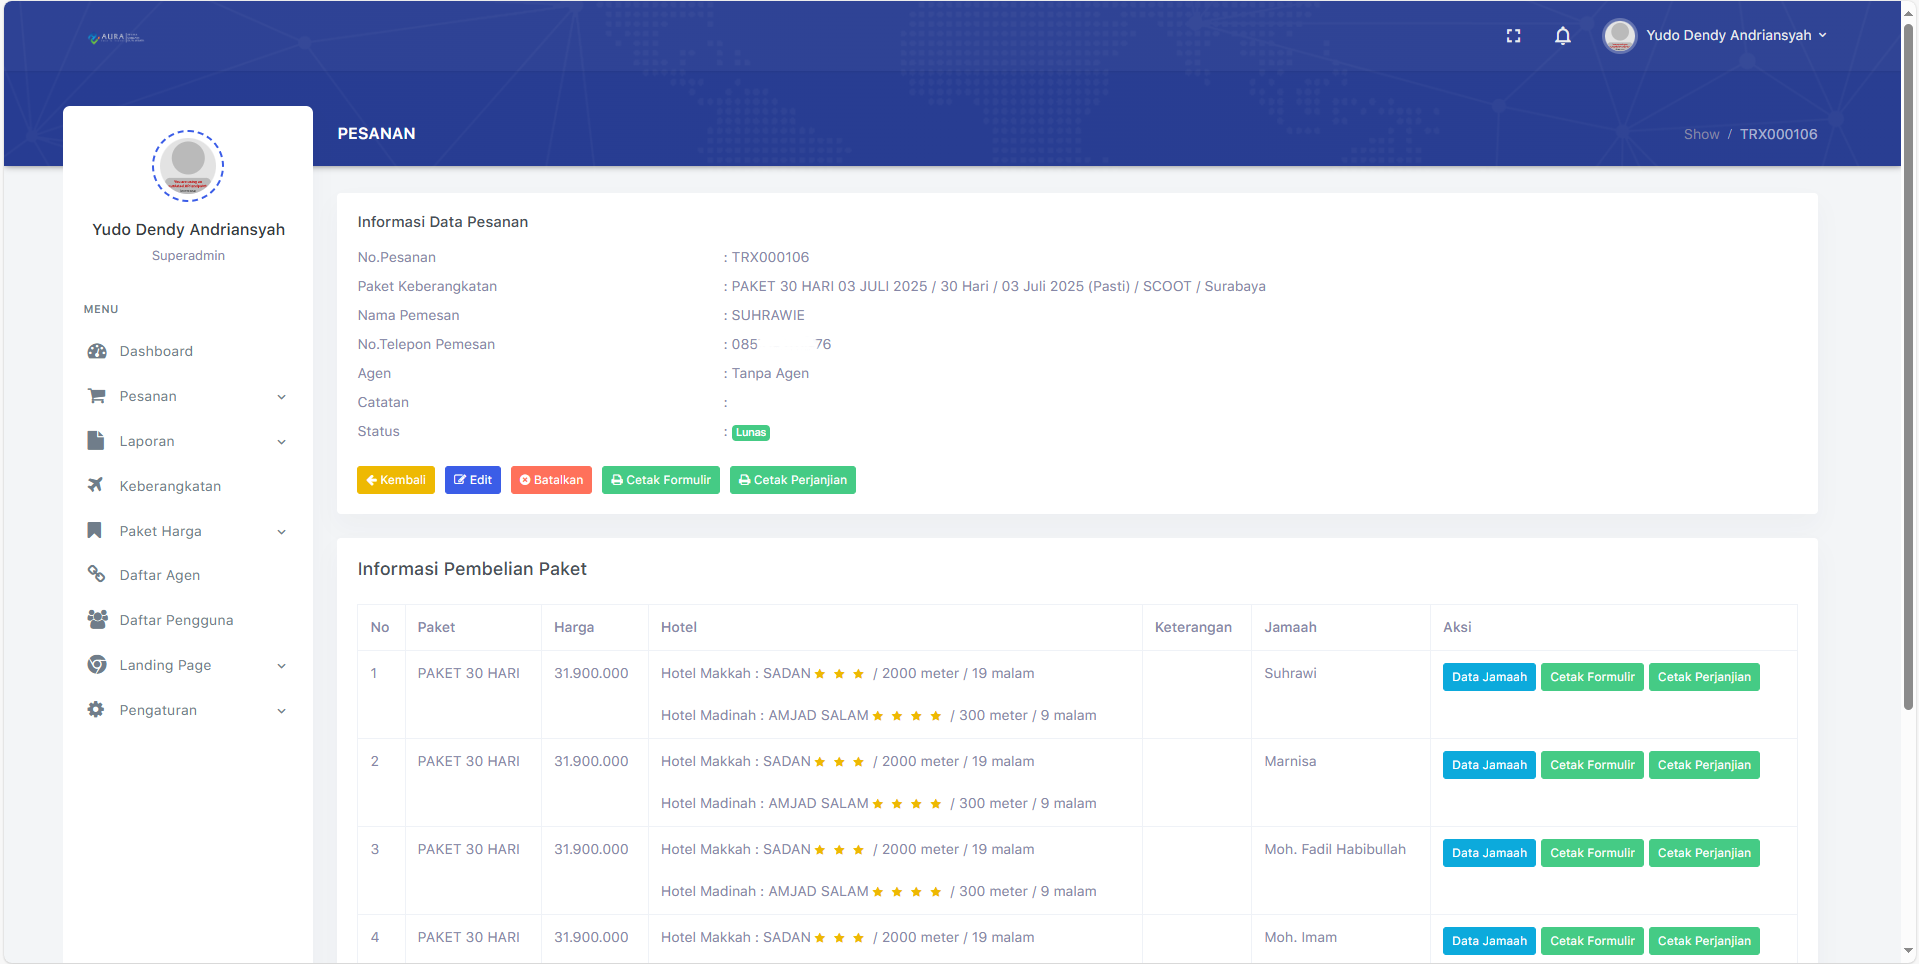 AURA
Yudo Dendy Andriansyah
PESANAN
Show / TRX000106
Yudo Dendy Andriansyah
Superadmin
MENU
Dashboard
Pesanan
Laporan
Keberangkatan
Paket Harga
Daftar Agen
Daftar Pengguna
Landing Page
Pengaturan
Informasi Data Pesanan
No.Pesanan : TRX000106
Paket Keberangkatan : PAKET 30 HARI 03 JULI 2025 / 30 Hari / 03 Juli 2025 (Pasti) / SCOOT / Surabaya
Nama Pemesan : SUHRAWIE
No.Telepon Pemesan : 085 76
Agen : Tanpa Agen
Catatan :
Status : Lunas
Kembali Edit Batalkan Cetak Formulir Cetak Perjanjian
Informasi Pembelian Paket
No Paket Harga Hotel Keterangan Jamaah Aksi
1 PAKET 30 HARI 31.900.000 Hotel Makkah : SADAN ★ ★ ★ / 2000 meter / 19 malam Suhrawi Data Jamaah Cetak Formulir Cetak Perjanjian
Hotel Madinah : AMJAD SALAM ★ ★ ★ ★ / 300 meter / 9 malam
2 PAKET 30 HARI 31.900.000 Hotel Makkah : SADAN ★ ★ ★ / 2000 meter / 19 malam Marnisa Data Jamaah Cetak Formulir Cetak Perjanjian
Hotel Madinah : AMJAD SALAM ★ ★ ★ ★ / 300 meter / 9 malam
3 PAKET 30 HARI 31.900.000 Hotel Makkah : SADAN ★ ★ ★ / 2000 meter / 19 malam Moh. Fadil Habibullah Data Jamaah Cetak Formulir Cetak Perjanjian
Hotel Madinah : AMJAD SALAM ★ ★ ★ ★ / 300 meter / 9 malam
4 PAKET 30 HARI 31.900.000 Hotel Makkah : SADAN ★ ★ ★ / 2000 meter / 19 malam Moh. Imam Data Jamaah Cetak Formulir Cetak Perjanjian